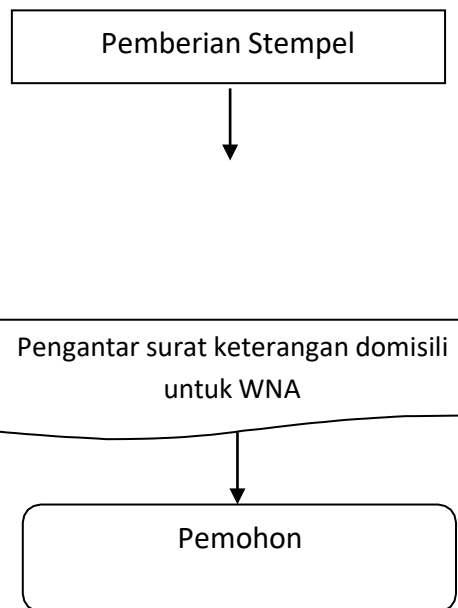 Pemberian Stempel
Pengantar surat keterangan domisili
untuk WNA
Pemohon